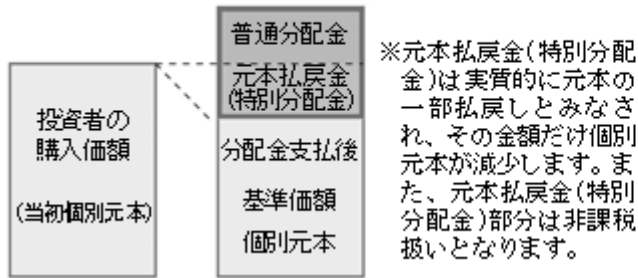 投資者の
購入価額
(当初個別元本)
普通分配金
元本払戻金
(特別分配金)
分配金支払後
基準価額
個別元本
※元本払戻金(特別分配
金)は実質的に元本の
一部払戻しとみなさ
れ、その金額だけ個別
元本が減少します。ま
た、元本払戻金(特別
分配金)部分は非課税
扱いとなります。